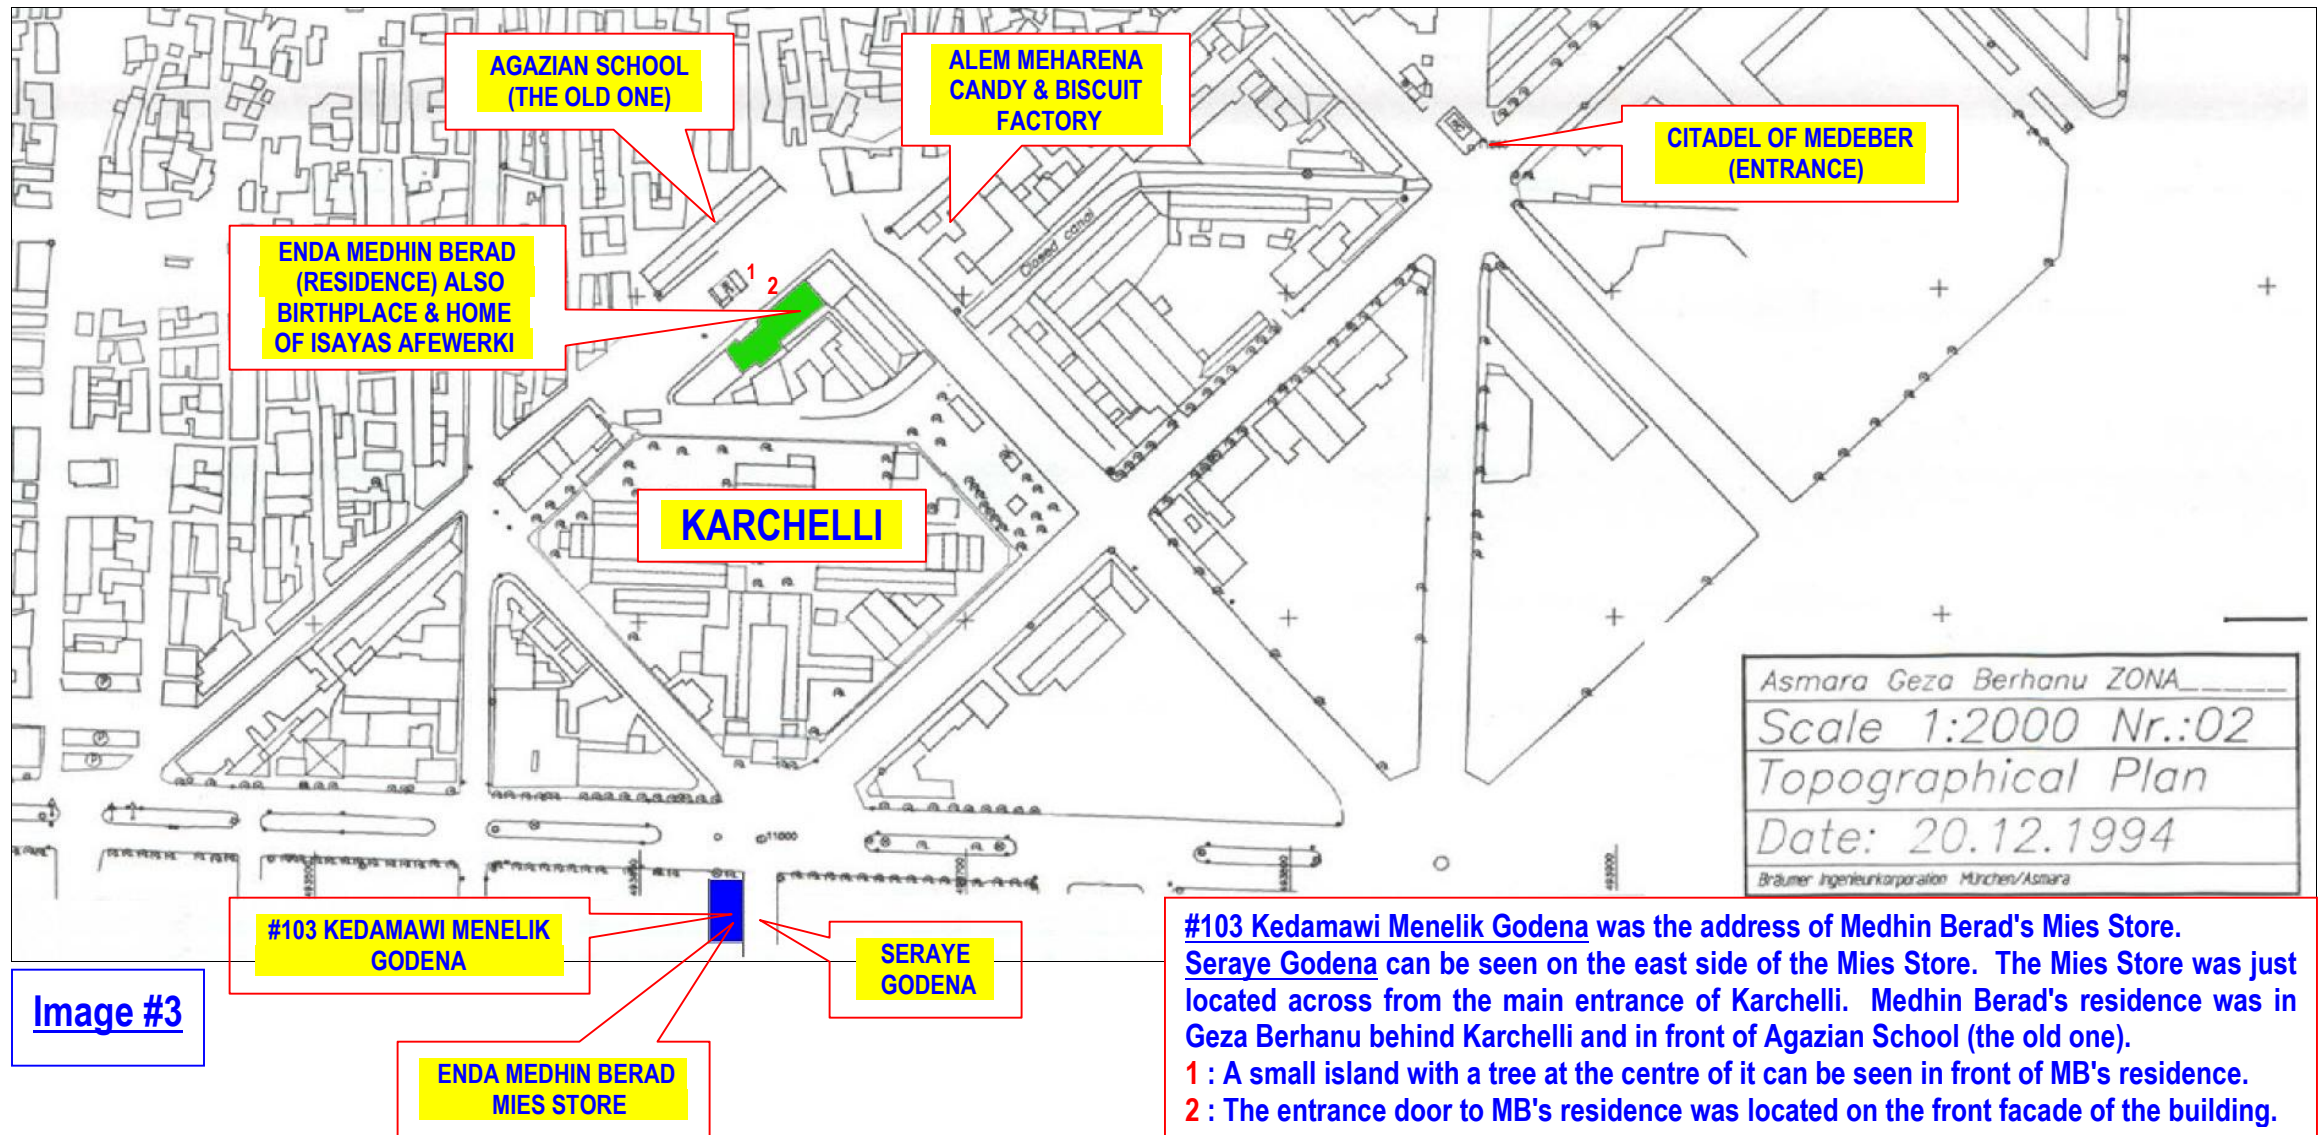 AGAZIAN SCHOOL
(THE OLD ONE)
ALEM MEHARENA
CANDY & BISCUIT
FACTORY
CITADEL OF MEDEBER
(ENTRANCE)
ENDA MEDHIN BERAD
(RESIDENCE) ALSO
BIRTHPLACE & HOME
OF ISAYAS AFEWERKI
1
2
Closed canal
KARCHELLI
Asmara Geza Berhanu ZONA_____
Scale 1:2000 Nr.:02
Topographical Plan
Date: 20.12.1994
Bräumer Ingenieurkorporation München/Asmara
P
P
P
11000
#103 KEDAMAWI MENELIK
GODENA
SERAYE
GODENA
ENDA MEDHIN BERAD
MIES STORE
Image #3
#103 Kedamawi Menelik Godena was the address of Medhin Berad's Mies Store.
Seraye Godena can be seen on the east side of the Mies Store. The Mies Store was just
located across from the main entrance of Karchelli. Medhin Berad's residence was in
Geza Berhanu behind Karchelli and in front of Agazian School (the old one).
1 : A small island with a tree at the centre of it can be seen in front of MB's residence.
2 : The entrance door to MB's residence was located on the front facade of the building.